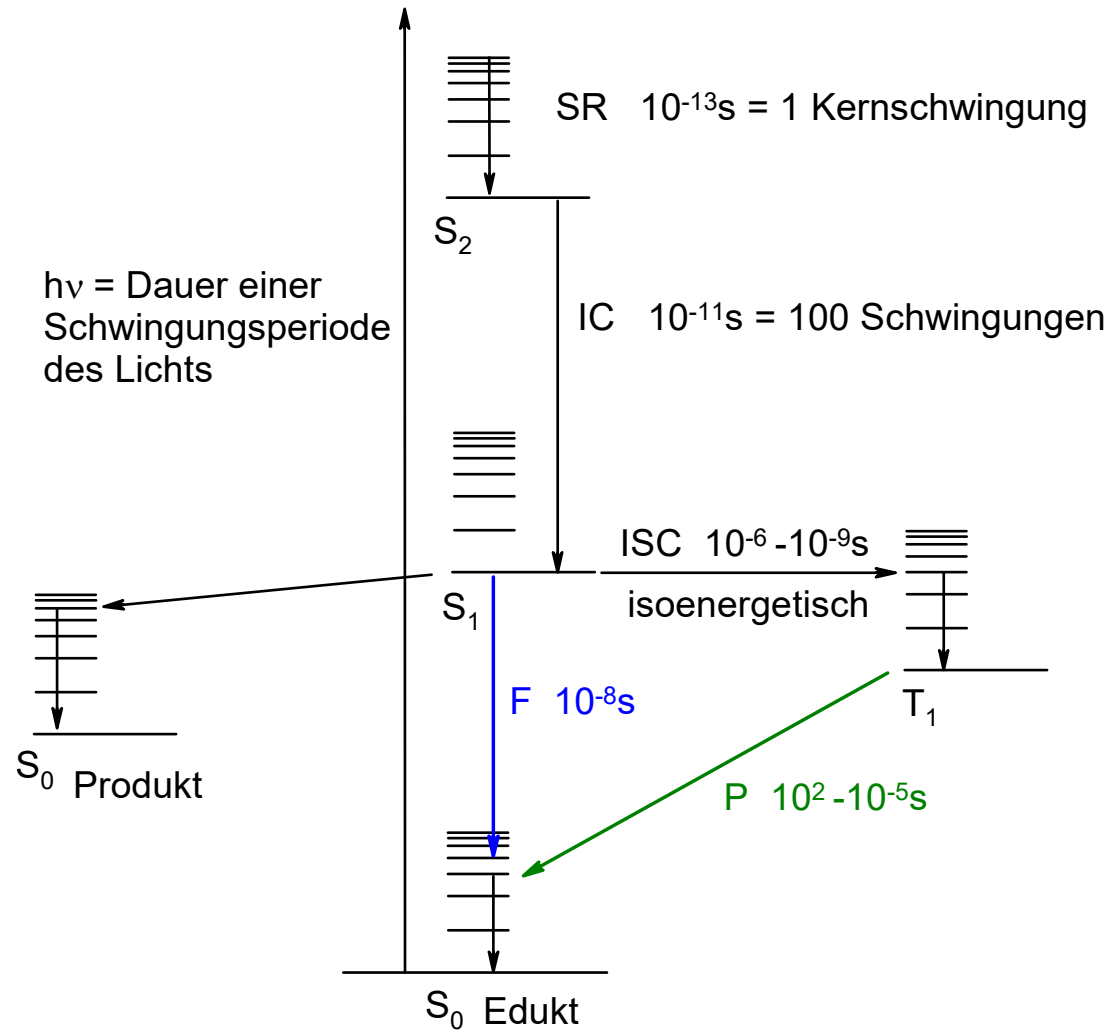 SR 10⁻¹³s = 1 Kernschwingung
S₂
hν = Dauer einer
Schwingungsperiode
des Lichts
IC 10⁻¹¹s = 100 Schwingungen
ISC 10⁻⁶ -10⁻⁹s
isoenergetisch
S₁
F 10⁻⁸s
T₁
S₀ Produkt
P 10² -10⁻⁵s
S₀ Edukt